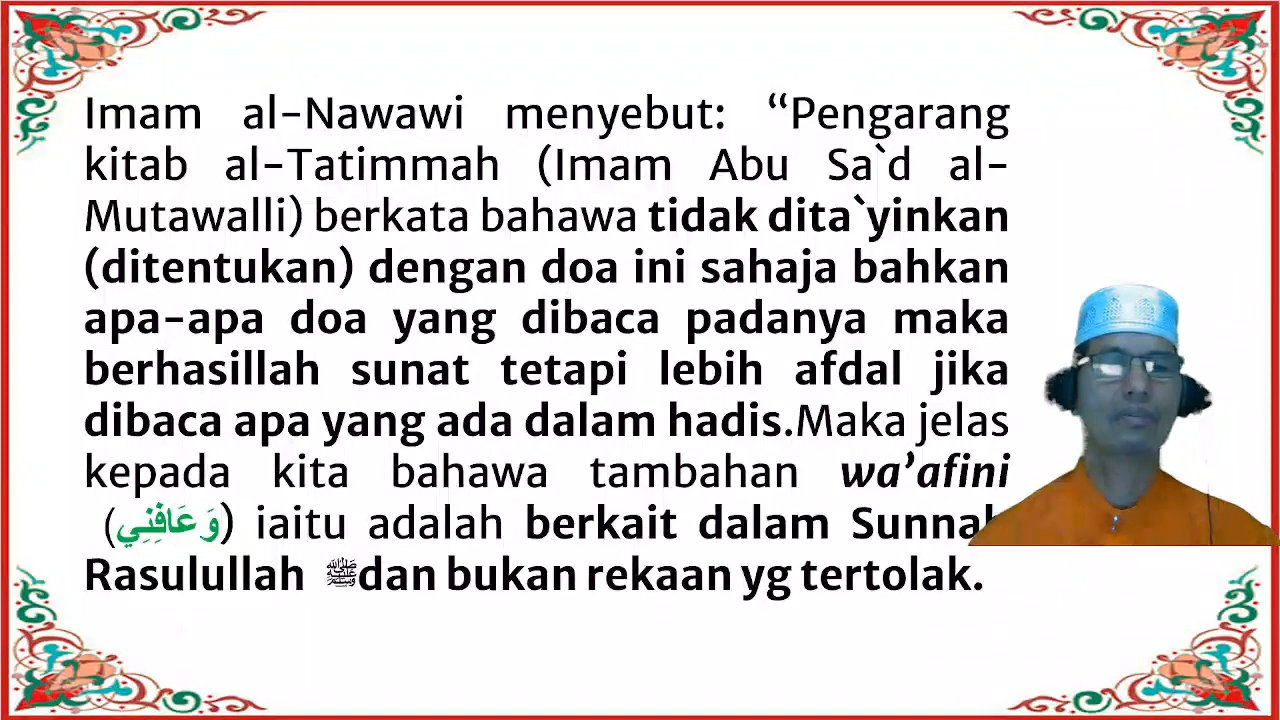 Imam al-Nawawi menyebut: “Pengarang
kitab al-Tatimmah (Imam Abu Sa`d al-
Mutawalli) berkata bahawa tidak dita`yinkan
(ditentukan) dengan doa ini sahaja bahkan
apa-apa doa yang dibaca padanya maka
berhasillah sunat tetapi lebih afdal jika
dibaca apa yang ada dalam hadis.Maka jelas
kepada kita bahawa tambahan wa’afini
(وَعَافِنِي) iaitu adalah berkait dalam Sunnah
Rasulullah ﷺdan bukan rekaan yg tertolak.